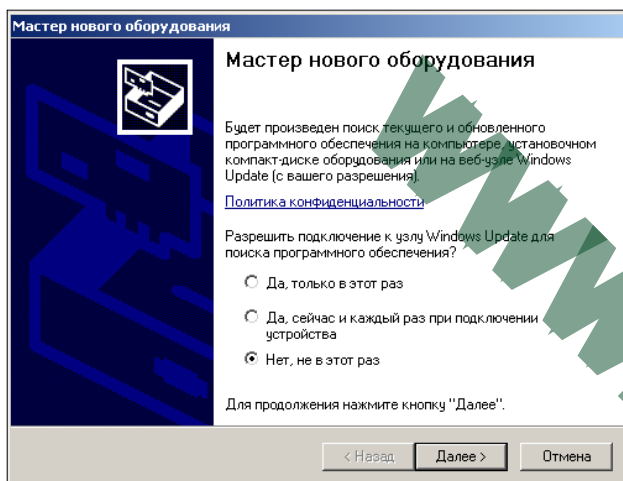 Мастер нового оборудования
Мастер нового оборудования
Будет произведен поиск текущего и обновленного
программного обеспечения на компьютере, установочном
компакт-диске оборудования или на веб-узле Windows
Update (с вашего разрешения).
Политика конфиденциальности
Разрешить подключение к узлу Windows Update для
поиска программного обеспечения?
Да, только в этот раз
Да, сейчас и каждый раз при подключении
устройства
Нет, не в этот раз
Для продолжения нажмите кнопку "Далее".
< Назад
Далее >
Отмена
www